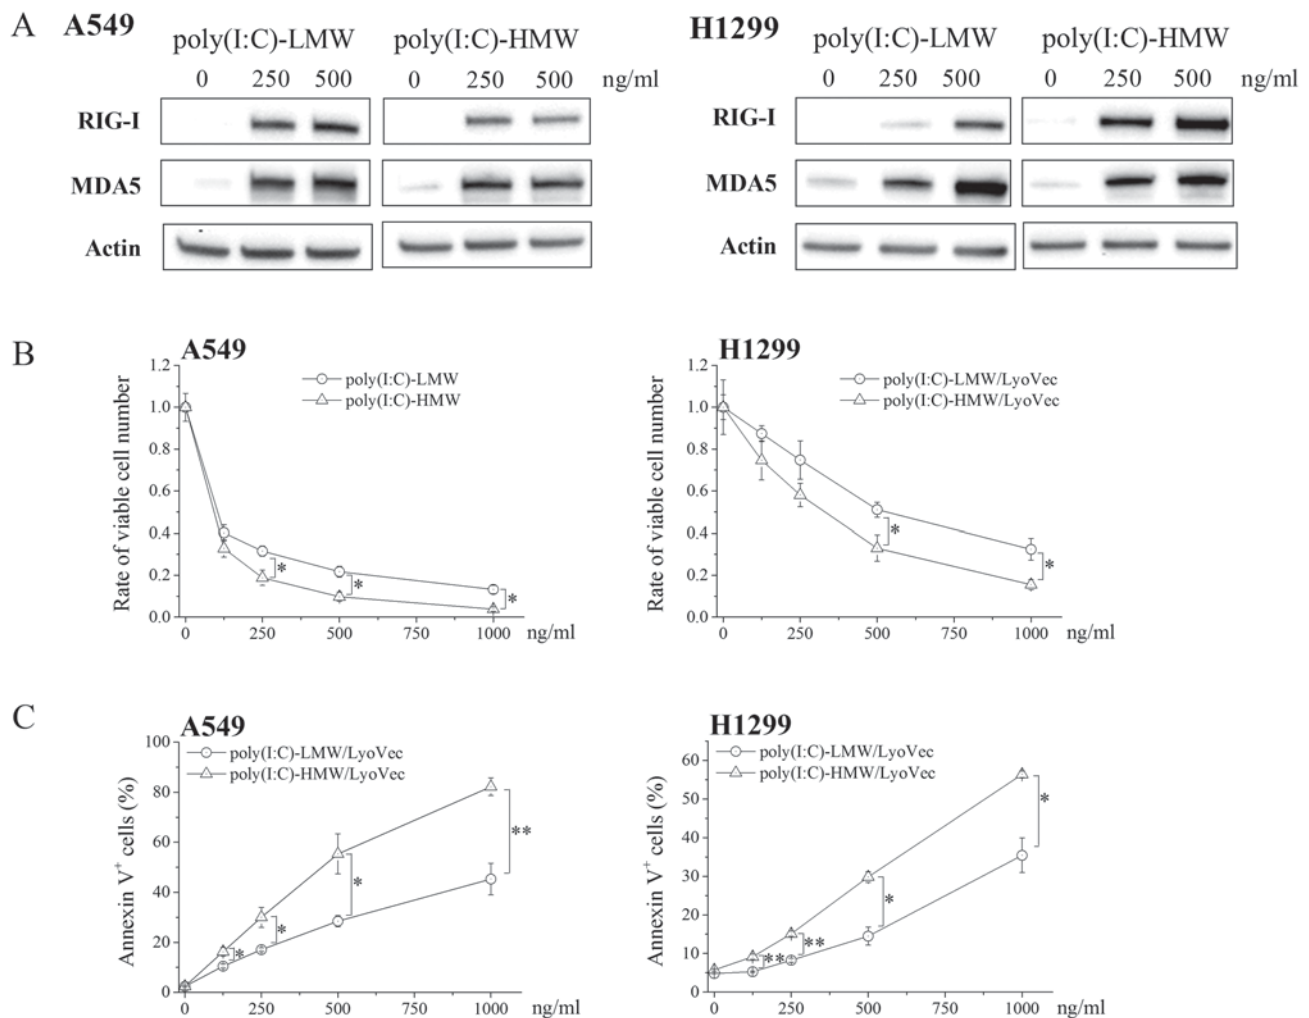 A A549 H1299
poly(I:C)-LMW poly(I:C)-HMW poly(I:C)-LMW poly(I:C)-HMW
0 250 500 0 250 500 ng/ml 0 250 500 0 250 500 ng/ml
RIG-I RIG-I
MDA5 MDA5
Actin Actin
B A549
poly(I:C)-LMW
poly(I:C)-HMW
Rate of viable cell number
1.2
1.0
0.8
0.6
0.4
0.2
0.0
* * *
0 250 500 750 1000 ng/ml
H1299
poly(I:C)-LMW/LyoVec
poly(I:C)-HMW/LyoVec
Rate of viable cell number
1.2
1.0
0.8
0.6
0.4
0.2
0.0
* *
0 250 500 750 1000 ng/ml
C A549
poly(I:C)-LMW/LyoVec
poly(I:C)-HMW/LyoVec
Annexin V+ cells (%)
100
80
60
40
20
0
* * * **
0 250 500 750 1000 ng/ml
H1299
poly(I:C)-LMW/LyoVec
poly(I:C)-HMW/LyoVec
Annexin V+ cells (%)
60
50
40
30
20
10
0
** ** * *
0 250 500 750 1000 ng/ml